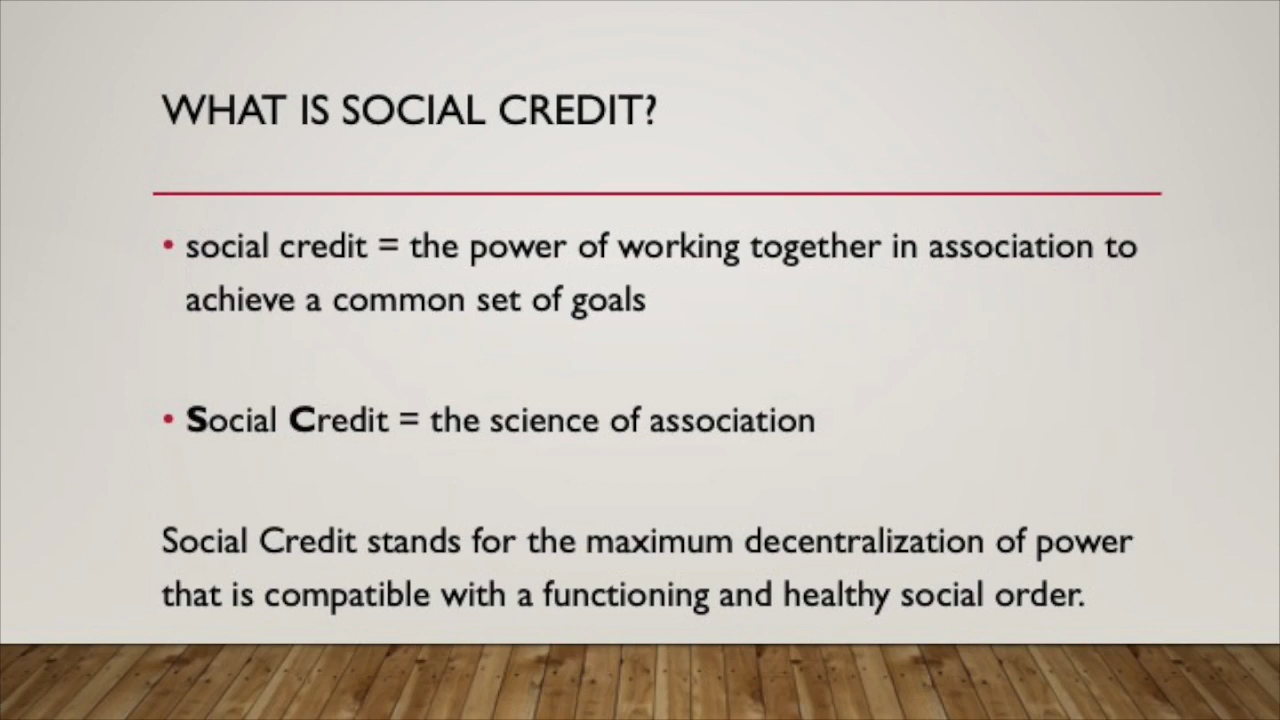 WHAT IS SOCIAL CREDIT?
• social credit = the power of working together in association to
achieve a common set of goals
• Social Credit = the science of association
Social Credit stands for the maximum decentralization of power
that is compatible with a functioning and healthy social order.